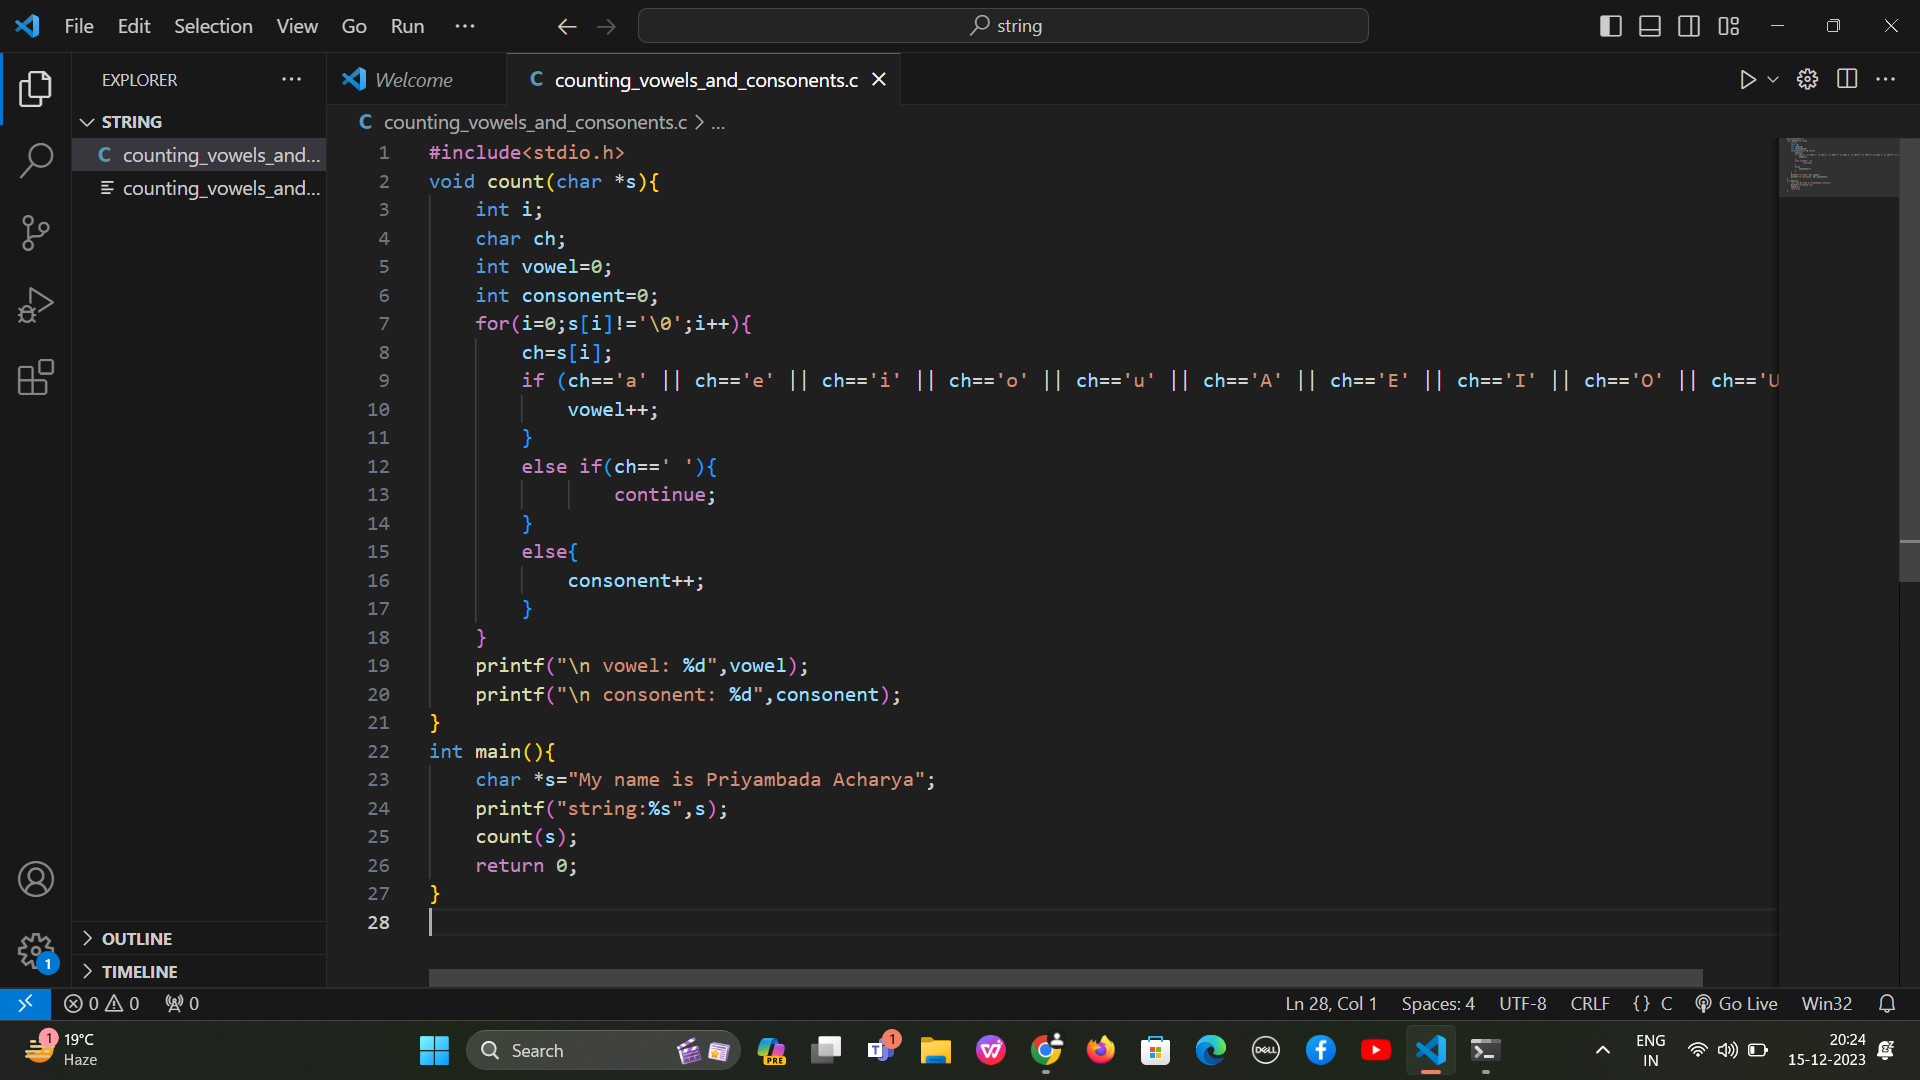 File Edit Selection View Go Run ... string
EXPLORER ...
Welcome
C counting_vowels_and_consonents.c
STRING
C counting_vowels_and...
counting_vowels_and...
C counting_vowels_and_consonents.c > ...
1 #include<stdio.h>
2 void count(char *s){
3 int i;
4 char ch;
5 int vowel=0;
6 int consonent=0;
7 for(i=0;s[i]!='\0';i++){
8 ch=s[i];
9 if (ch=='a' || ch=='e' || ch=='i' || ch=='o' || ch=='u' || ch=='A' || ch=='E' || ch=='I' || ch=='O' || ch=='U
10 vowel++;
11 }
12 else if(ch==' '){
13 continue;
14 }
15 else{
16 consonent++;
17 }
18 }
19 printf("\n vowel: %d",vowel);
20 printf("\n consonent: %d",consonent);
21 }
22 int main(){
23 char *s="My name is Priyambada Acharya";
24 printf("string:%s",s);
25 count(s);
26 return 0;
27 }
28
OUTLINE
TIMELINE
1
0 0 0
Ln 28, Col 1 Spaces: 4 UTF-8 CRLF {} C Go Live Win32
1
19°C
Haze
Search
PRE
T 1
DELL
ENG
IN
20:24
15-12-2023